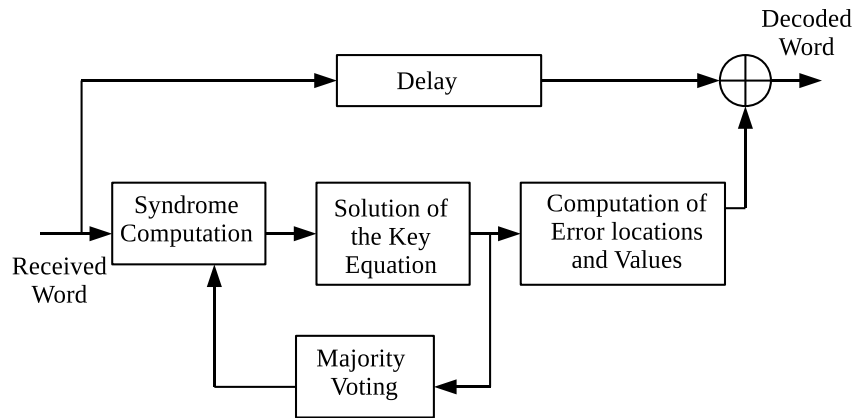 Decoded
Word
Delay
Syndrome
Computation
Solution of
the Key
Equation
Computation of
Error locations
and Values
Received
Word
Majority
Voting